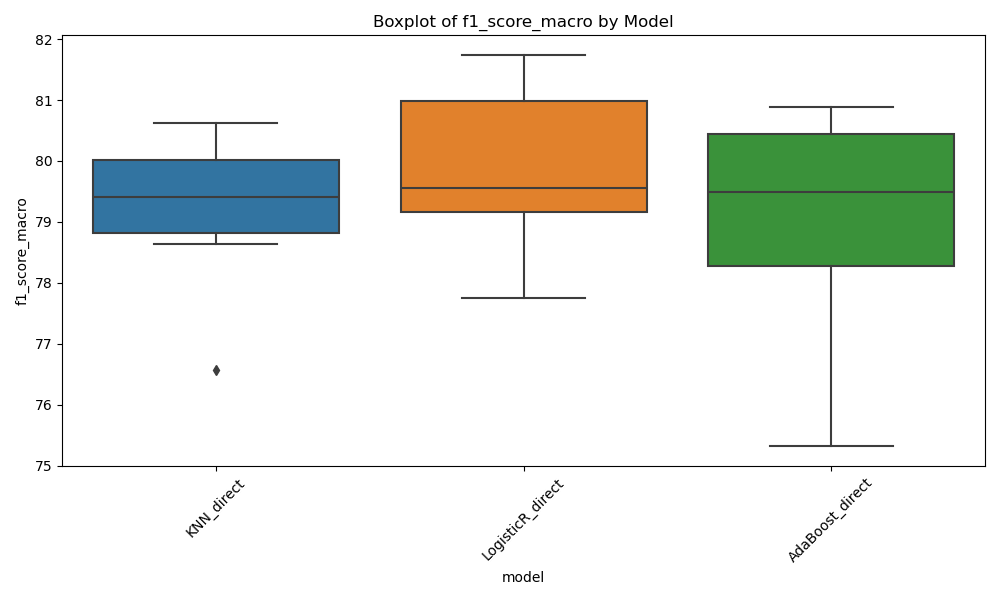 Boxplot of f1_score_macro by Model
f1_score_macro
82
81
80
79
78
77
76
75
KNN_direct
LogisticR_direct
AdaBoost_direct
model